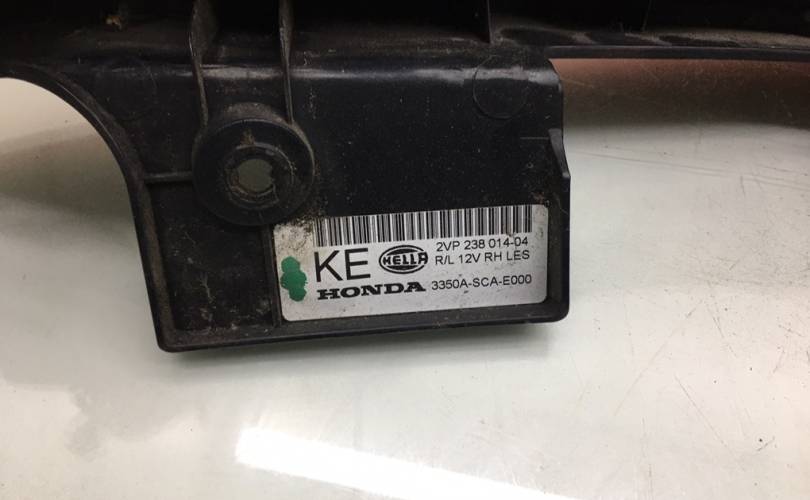 KE HELLA 2VP 238 014-04
R/L 12V RH LES
HONDA 3350A-SCA-E000